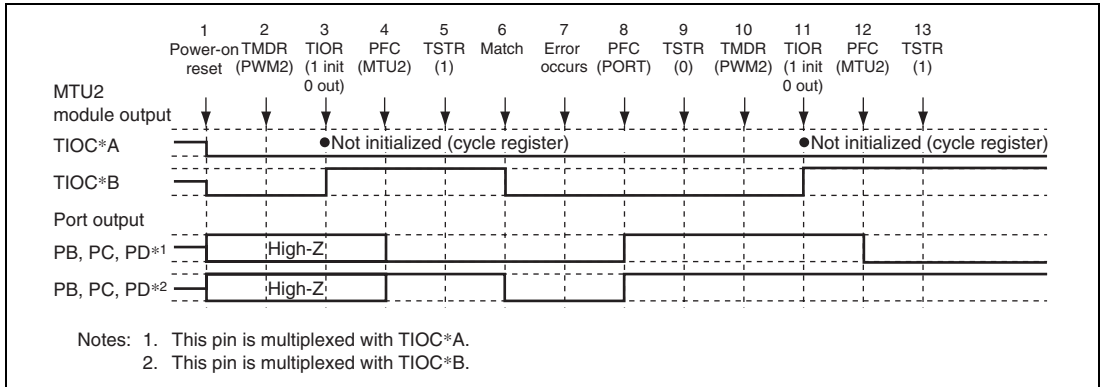 1 2 3 4 5 6 7 8 9 10 11 12 13
Power-on TMDR TIOR PFC TSTR Match Error PFC TSTR TMDR TIOR PFC TSTR
reset (PWM2) (1 init (MTU2) (1) occurs (PORT) (0) (PWM2) (1 init (MTU2) (1)
0 out) 0 out)
MTU2
module output
TIOC*A ●Not initialized (cycle register) ●Not initialized (cycle register)
TIOC*B
Port output
PB, PC, PD*1 High-Z
PB, PC, PD*2 High-Z
Notes: 1. This pin is multiplexed with TIOC*A.
2. This pin is multiplexed with TIOC*B.